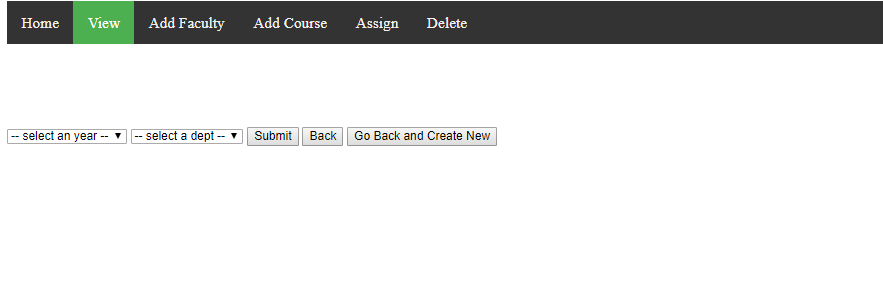 Home View Add Faculty Add Course Assign Delete
-- select an year -- -- select a dept -- Submit Back Go Back and Create New